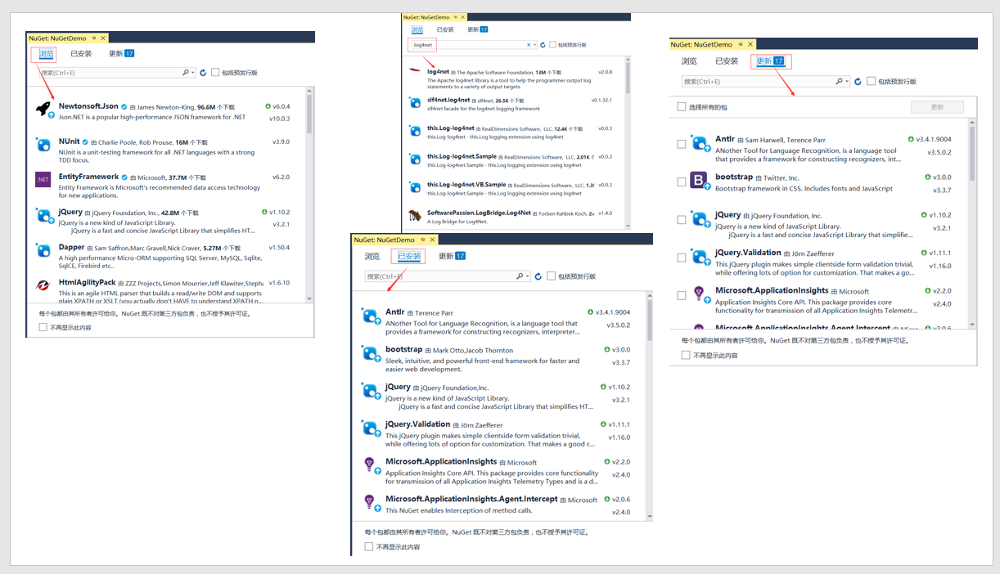 NuGet: NuGetDemo
浏览 已安装 更新 17
搜索(Ctrl+E) 包括预发行版
Newtonsoft.Json 由 James Newton-King, 96.6M 个下载 v6.0.4
Json.NET is a popular high-performance JSON framework for .NET v10.0.3
NUnit 由 Charlie Poole, Rob Prouse, 16M 个下载 v3.9.0
NUnit is a unit-testing framework for all .NET languages with a strong
TDD focus.
.NET
EntityFramework 由 Microsoft, 37.7M 个下载 v6.2.0
Entity Framework is Microsoft's recommended data access technology
for new applications.
jQuery 由 jQuery Foundation, Inc., 42.8M 个下载 v1.10.2
jQuery is a new kind of JavaScript Library. v3.2.1
jQuery is a fast and concise JavaScript Library that simplifies HT...
Dapper 由 Sam Saffron,Marc Gravell,Nick Craver, 5.27M 个下载 v1.50.4
A high performance Micro-ORM supporting SQL Server, MySQL, Sqlite,
SqlCE, Firebird etc..
HtmlAgilityPack 由 ZZZ Projects,Simon Mourrier,Jeff Klawiter,Stepha v1.6.10
This is an agile HTML parser that builds a read/write DOM and supports
plain XPATH or XSLT (you actually don't HAVE to understand XPATH n...
每个包都由其所有者许可给你。NuGet 既不对第三方包负责，也不授予其许可证。
不再显示此内容
NuGet: NuGetDemo
浏览 已安装 更新 17
log4net 包括预发行版
log4net 由 The Apache Software Foundation, 13M 个下载 v2.0.8
The Apache log4net library is a tool to help the programmer output log
statements to a variety of output targets.
slf4net.log4net 由 slf4net, 26.5K 个下载 v0.1.32.1
slf4net facade for the log4net logging framework
this.Log-log4net 由 RealDimensions Software, LLC, 12.4K 个下载 v0.0.3
this.Log-log4net - this.Log logging extension using log4net
this.Log-log4net.Sample 由 RealDimensions Software, LLC, 2.01K 个 v0.0.3
this.Log-log4net.Sample - this.Log logging extension using log4net
this.Log-log4net.VB.Sample 由 RealDimensions Software, LLC, v0.0.3
this.Log-log4net.Sample - this.Log logging extension using log4net
SoftwarePassion.LogBridge.Log4Net 由 Torben Rahbek Koch, v1.4.0
A Log Bridge for Log4Net.
NuGet: NuGetDemo
浏览 已安装 更新 17
搜索(Ctrl+E) 包括预发行版
Antlr 由 Terence Parr v3.4.1.9004
ANother Tool for Language Recognition, is a language tool that v3.5.0.2
provides a framework for constructing recognizers, interpreter...
bootstrap 由 Mark Otto,Jacob Thornton v3.0.0
Sleek, intuitive, and powerful front-end framework for faster and v3.3.7
easier web development.
jQuery 由 jQuery Foundation,Inc. v1.10.2
jQuery is a new kind of JavaScript Library. v3.2.1
jQuery is a fast and concise JavaScript Library that simplifies HT...
jQuery.Validation 由 Jörn Zaefferer v1.11.1
This jQuery plugin makes simple clientside form validation trivial, v1.16.0
while offering lots of option for customization. That makes a good c...
Microsoft.ApplicationInsights 由 Microsoft v2.2.0
Application Insights Core API. This package provides core functionality v2.4.0
for transmission of all Application Insights Telemetry Types and is a d...
Microsoft.ApplicationInsights.Agent.Intercept 由 Microsoft v2.0.6
This NuGet enables Interception of method calls. v2.4.0
每个包都由其所有者许可给你。NuGet 既不对第三方包负责，也不授予其许可证。
不再显示此内容
NuGet: NuGetDemo
浏览 已安装 更新 17
搜索(Ctrl+E) 包括预发行版
选择所有的包 更新
Antlr 由 Sam Harwell, Terence Parr v3.4.1.9004
ANother Tool for Language Recognition, is a language tool v3.5.0.2
that provides a framework for constructing recognizers, int...
B
bootstrap 由 Twitter, Inc. v3.0.0
Bootstrap framework in CSS. Includes fonts and JavaScript v3.3.7
jQuery 由 jQuery Foundation, Inc. v1.10.2
jQuery is a new kind of JavaScript Library. v3.2.1
jQuery is a fast and concise JavaScript Library that simplifie...
jQuery.Validation 由 Jörn Zaefferer v1.11.1
This jQuery plugin makes simple clientside form validation trivial, v1.16.0
while offering lots of option for customization. That makes a go...
Microsoft.ApplicationInsights 由 Microsoft v2.2.0
Application Insights Core API. This package provides core v2.4.0
functionality for transmission of all Application Insights Telemetr...
Microsoft.ApplicationInsights.Agent.Intercept 由 v2.0.6
每个包都由其所有者许可给你。NuGet 既不对第三方包负责，也不授予其许可证。
不再显示此内容